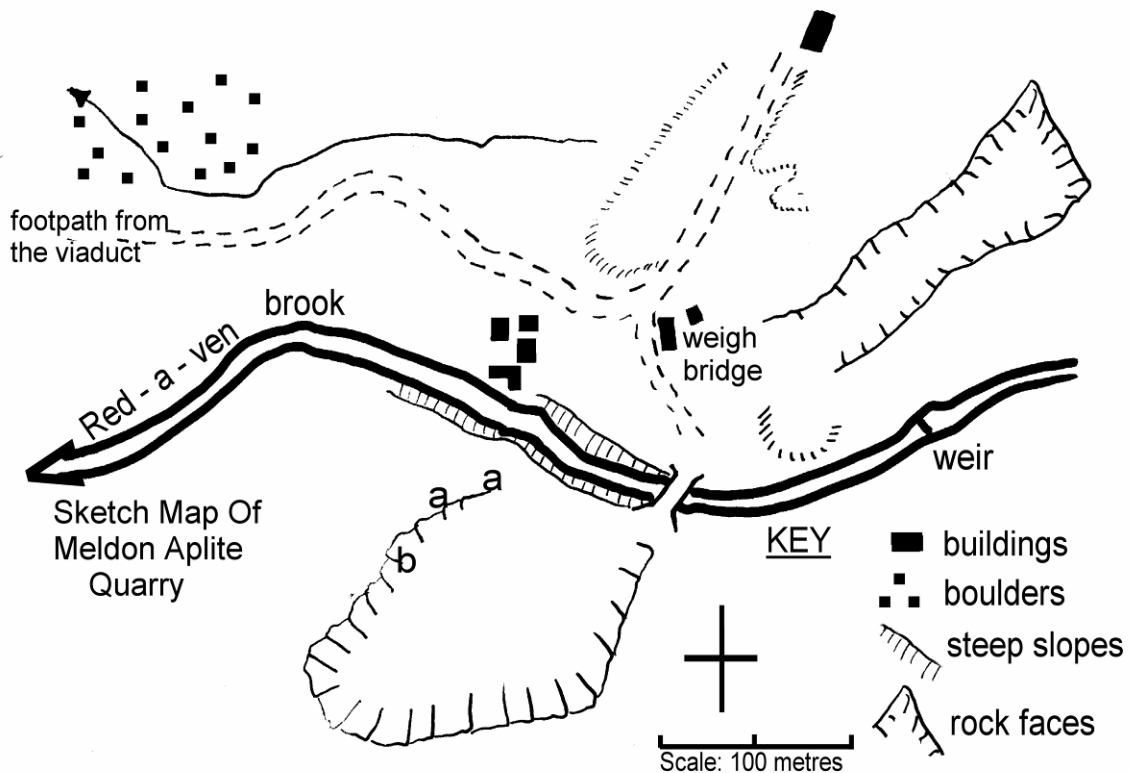 footpath from
the viaduct
brook
Red - a - ven
weigh
bridge
weir
a
a
b
Sketch Map Of
Meldon Aplite
Quarry
KEY
buildings
boulders
steep slopes
rock faces
Scale: 100 metres